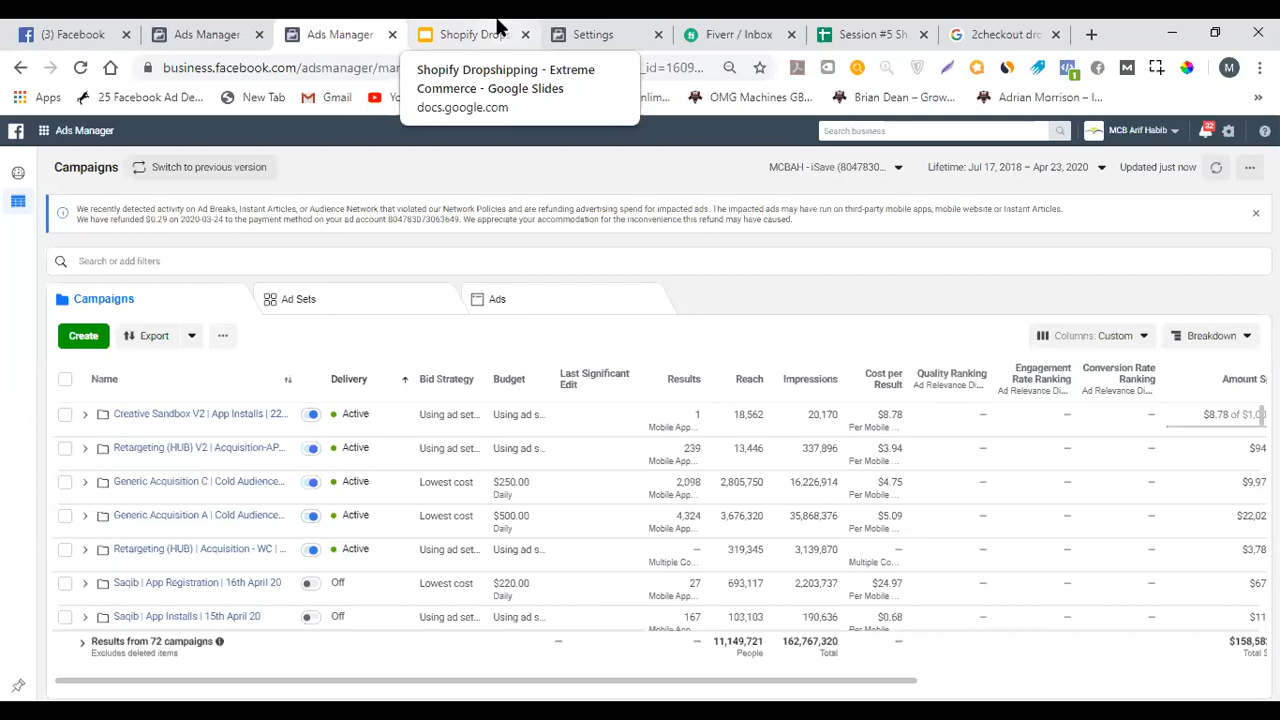 (3) Facebook
Ads Manager
Ads Manager
Shopify Drop
Settings
Fiverr / Inbox
Session #5 Sh
2checkout dro
business.facebook.com/adsmanager/ma
_id=1609...
M
Shopify Dropshipping - Extreme
Commerce - Google Slides
docs.google.com
Apps
25 Facebook Ad De...
Google
Gmail
OMG Machines GB...
Brian Dean –...
Adrian Morrison – I...
»
Ads Manager
Search business
MCB Arif Habib
32
Campaigns
Switch to previous version
MCBAH - iSave (8047830...
Lifetime: Jul 17, 2018 – Apr 23, 2020
Updated just now
We recently detected activity on Ad Breaks, Instant Articles, or Audience Network that violated our Network Policies and are refunding advertising spend for impacted ads. The impacted ads may have run on third-party mobile apps, mobile website or Instant Articles.
We have refunded $0.29 on 2020-03-24 to the payment method on your ad account 804783073063649. We appreciate your accommodation for the inconvenience this refund may have caused.
Search or add filters
Campaigns
Ad Sets
Ads
Create
Export
Columns: Custom
Breakdown
Name
Delivery
Bid Strategy
Budget
Last Significant
Edit
Results
Reach
Impressions
Cost per
Result
Quality Ranking
Ad Relevance Di...
Engagement
Rate Ranking
Ad Relevance Di...
Conversion Rate
Ranking
Ad Relevance Di...
Amount S
Creative Sandbox V2 | App Installs | 22...
Active
Using ad set...
Using ad s...
1
Mobile App...
18,562
20,170
$8.78
Per Mobile ...
—
—
—
$8.78 of $1,0
Retargeting (HUB) V2 | Acquisition-AP...
Active
Using ad set...
Using ad s...
239
Mobile App...
13,446
337,896
$3.94
Per Mobile ...
—
—
—
$94
Generic Acquisition C | Cold Audience...
Active
Lowest cost
$250.00
Daily
2,098
Mobile App...
2,805,750
16,226,914
$4.75
Per Mobile ...
—
—
—
$9,97
Generic Acquisition A | Cold Audience...
Active
Lowest cost
$500.00
Daily
4,324
Mobile App...
3,676,320
35,868,376
$5.09
Per Mobile ...
—
—
—
$22,02
Retargeting (HUB) | Acquisition - WC | ...
Active
Using ad set...
Using ad s...
—
Multiple Co...
319,345
3,139,870
—
Multiple Co...
—
—
—
$3,78
Saqib | App Registration | 16th April 20
Off
Lowest cost
$220.00
Daily
27
Mobile App...
693,117
2,203,737
$24.97
Per Mobile ...
—
—
—
$67
Saqib | App Installs | 15th April 20
Off
Using ad set...
Using ad s...
167
Mobile App...
103,103
190,636
$0.68
Per Mobile ...
—
—
—
$11
Results from 72 campaigns
Excludes deleted items
—
—
11,149,721
People
162,767,320
Total
—
$158,58
Total S